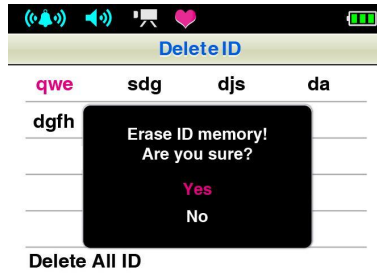 Delete ID
qwe sdg djs da
dgfh
Erase ID memory!
Are you sure?
Yes
No
Delete All ID